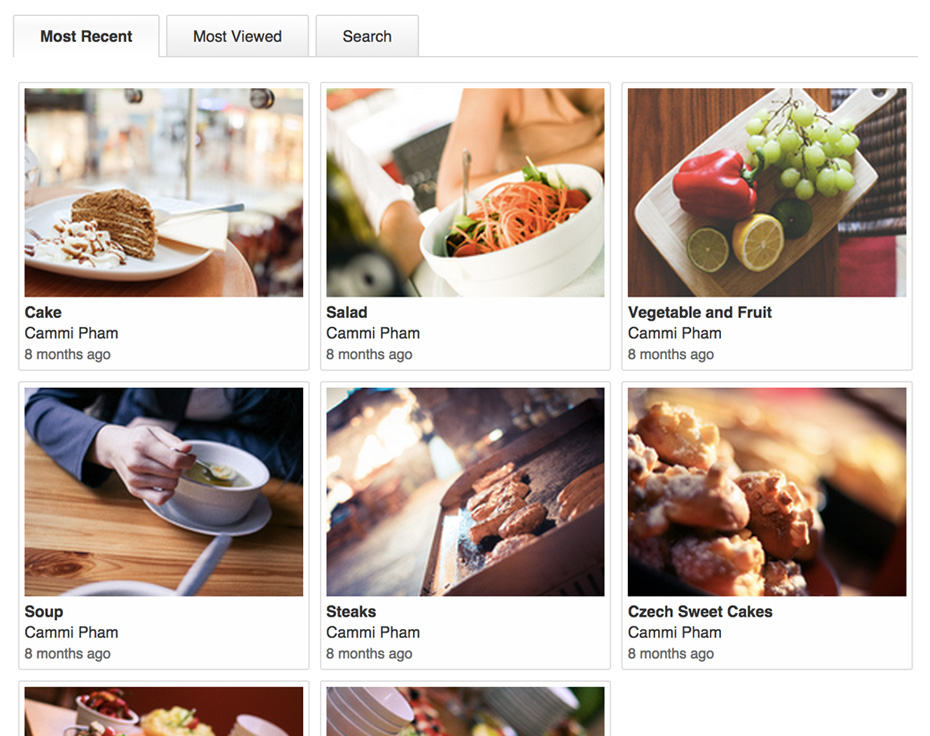 Most Recent
Most Viewed
Search
Cake
Cammi Pham
8 months ago
Salad
Cammi Pham
8 months ago
Vegetable and Fruit
Cammi Pham
8 months ago
Soup
Cammi Pham
8 months ago
Steaks
Cammi Pham
8 months ago
Czech Sweet Cakes
Cammi Pham
8 months ago